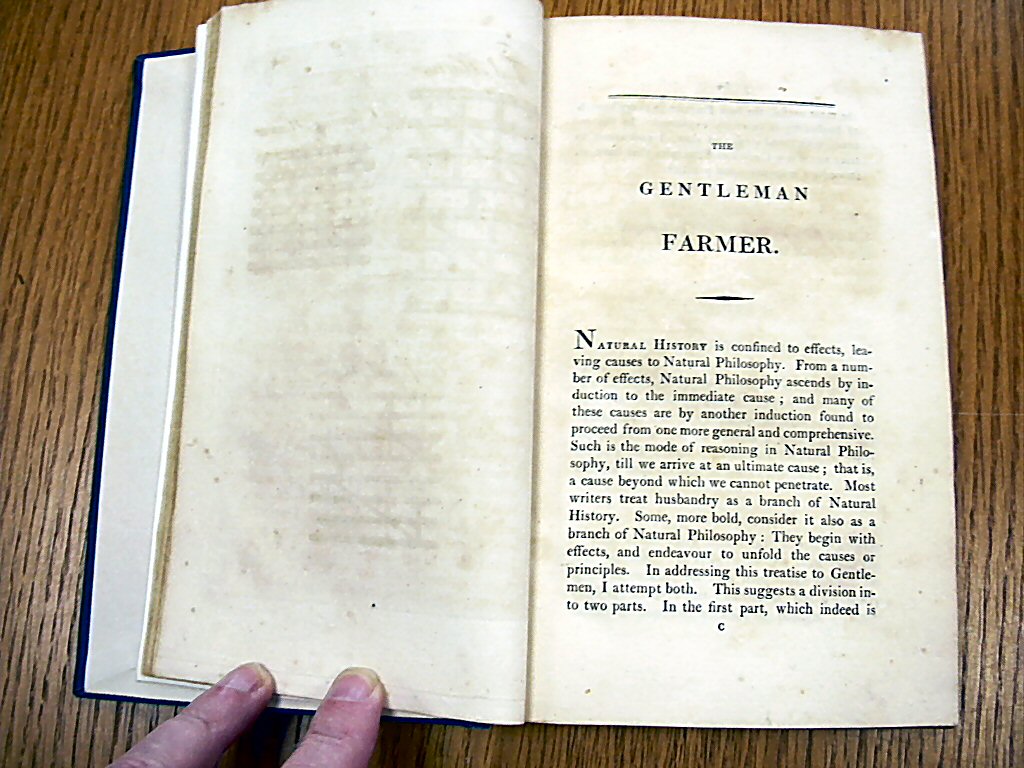 THE
GENTLEMAN
FARMER.
NATURAL HISTORY is confined to effects, lea-
ving causes to Natural Philosophy. From a num-
ber of effects, Natural Philosophy ascends by in-
duction to the immediate cause; and many of
these causes are by another induction found to
proceed from one more general and comprehensive.
Such is the mode of reasoning in Natural Philo-
sophy, till we arrive at an ultimate cause; that is,
a cause beyond which we cannot penetrate. Most
writers treat husbandry as a branch of Natural
History. Some, more bold, consider it also as a
branch of Natural Philosophy: They begin with
effects, and endeavour to unfold the causes or
principles. In addressing this treatise to Gentle-
men, I attempt both. This suggests a division in-
to two parts. In the first part, which indeed is
C